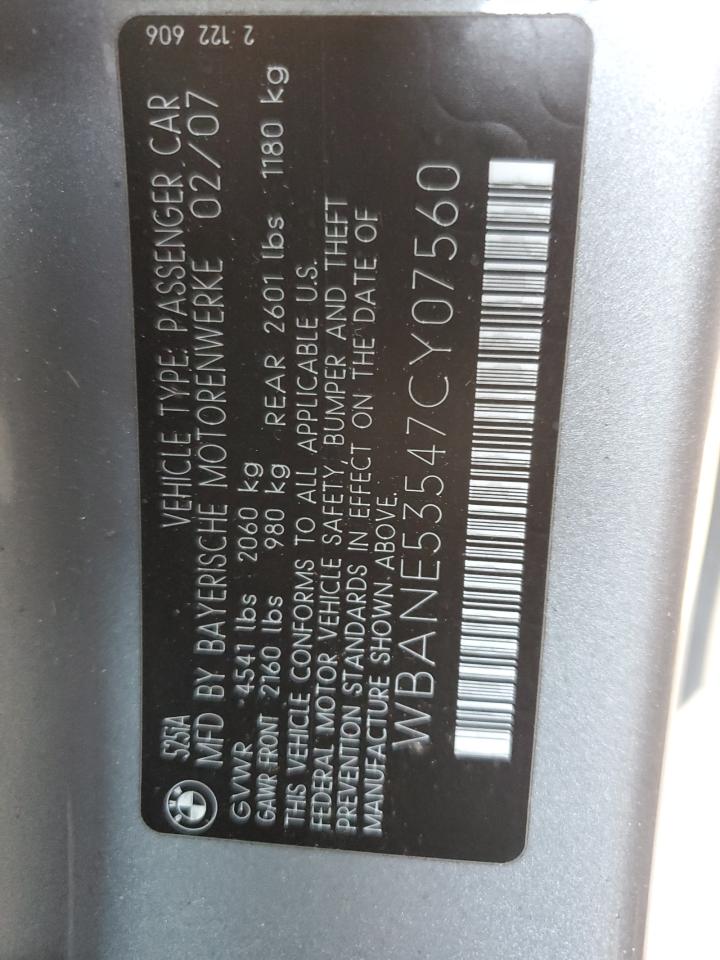 525IA VEHICLE TYPE: PASSENGER CAR 2 122 606
MFD BY BAYERISCHE MOTORENWERKE 02/07
GVWR 4541 lbs 2060 kg
GAWR FRONT 2160 lbs 980 kg REAR 2601 lbs 1180 kg
THIS VEHICLE CONFORMS TO ALL APPLICABLE U.S.
FEDERAL MOTOR VEHICLE SAFETY, BUMPER AND THEFT
PREVENTION STANDARDS IN EFFECT ON THE DATE OF
MANUFACTURE SHOWN ABOVE.
WBANE53547CY07560